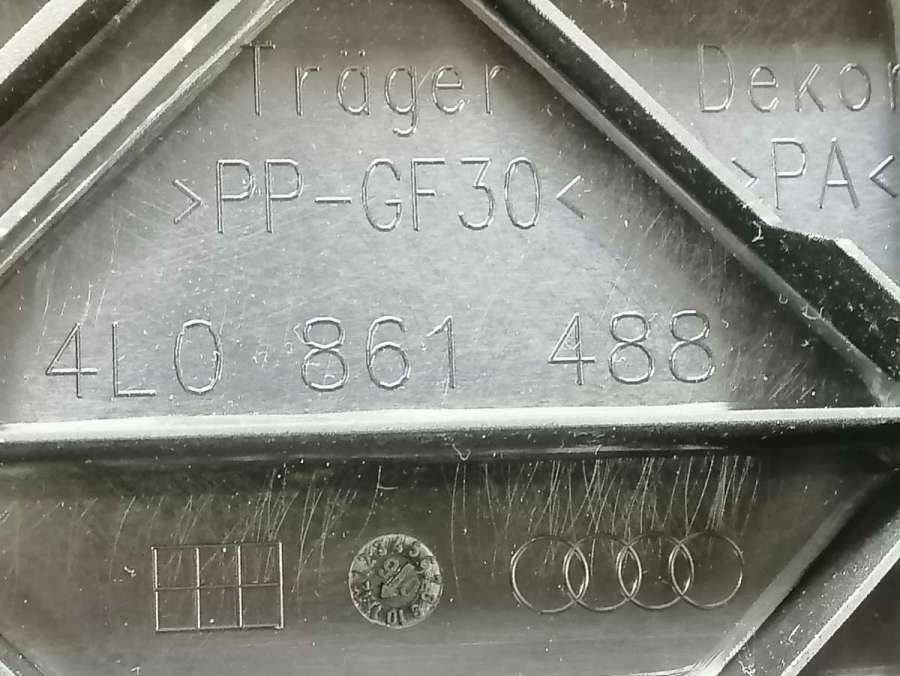 Träger
>PP-GF30<
4L0 861 488
Dekor
>PA<